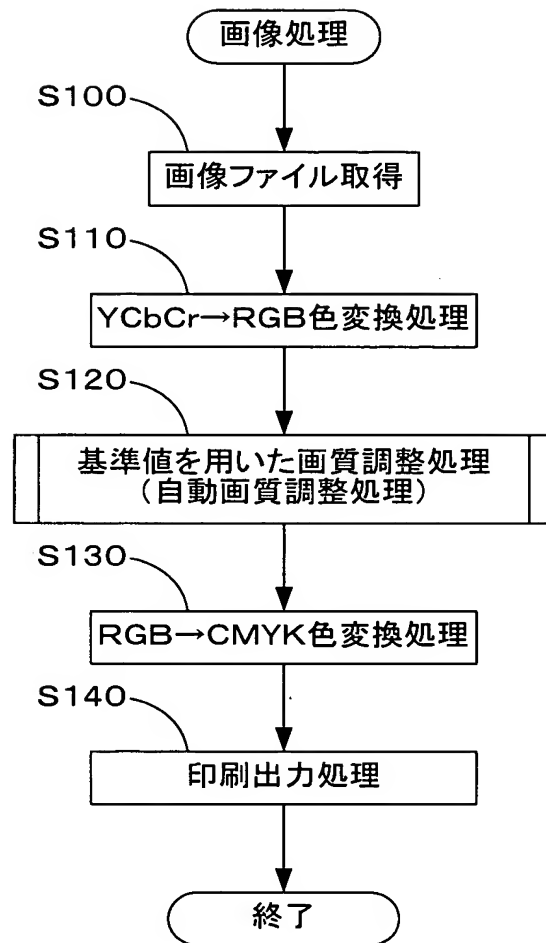 画像処理
S100
画像ファイル取得
S110
YCbCr→RGB色変換処理
S120
基準値を用いた画質調整処理
(自動画質調整処理)
S130
RGB→CMYK色変換処理
S140
印刷出力処理
終了